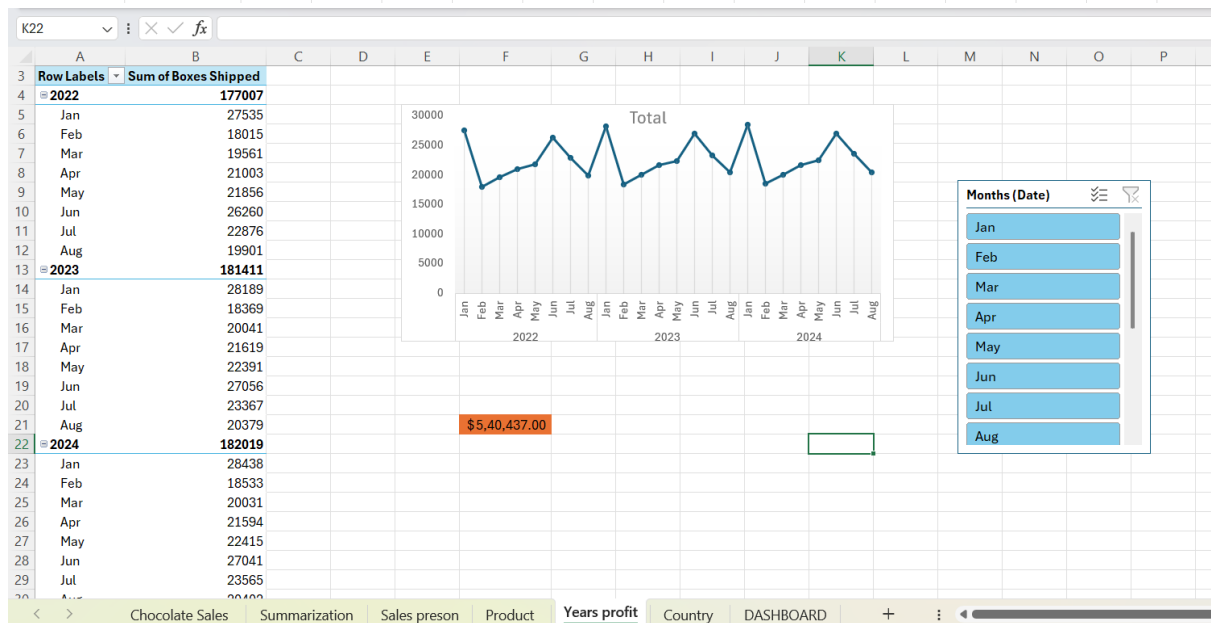 K22 fx
A B C D E F G H I J K L M N O P
3 Row Labels Sum of Boxes Shipped
4 2022 177007
5 Jan 27535
6 Feb 18015
7 Mar 19561
8 Apr 21003
9 May 21856
10 Jun 26260
11 Jul 22876
12 Aug 19901
13 2023 181411
14 Jan 28189
15 Feb 18369
16 Mar 20041
17 Apr 21619
18 May 22391
19 Jun 27056
20 Jul 23367
21 Aug 20379
22 2024 182019
23 Jan 28438
24 Feb 18533
25 Mar 20031
26 Apr 21594
27 May 22415
28 Jun 27041
29 Jul 23565
Total
30000
25000
20000
15000
10000
5000
0
Jan Feb Mar Apr May Jun Jul Aug Jan Feb Mar Apr May Jun Jul Aug Jan Feb Mar Apr May Jun Jul Aug
2022 2023 2024
$5,40,437.00
Months (Date)
Jan
Feb
Mar
Apr
May
Jun
Jul
Aug
Chocolate Sales Summarization Sales preson Product Years profit Country DASHBOARD